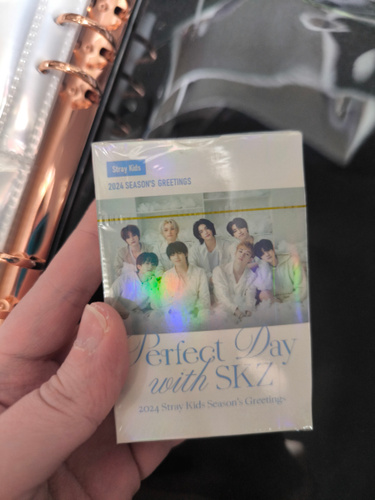 Stray Kids
2024 SEASON'S GREETINGS
Perfect Day
with SKZ
2024 Stray Kids Season's Greetings